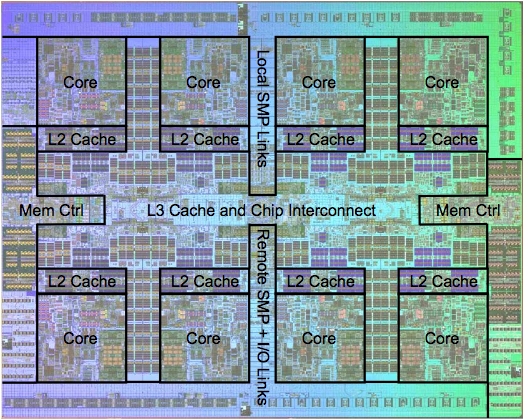 Core
Core
Core
Core
Local SMP Links
L2 Cache
L2 Cache
L2 Cache
L2 Cache
Mem Ctrl
L3 Cache and Chip Interconnect
Mem Ctrl
Remote SMP + I/O Links
L2 Cache
L2 Cache
L2 Cache
L2 Cache
Core
Core
Core
Core